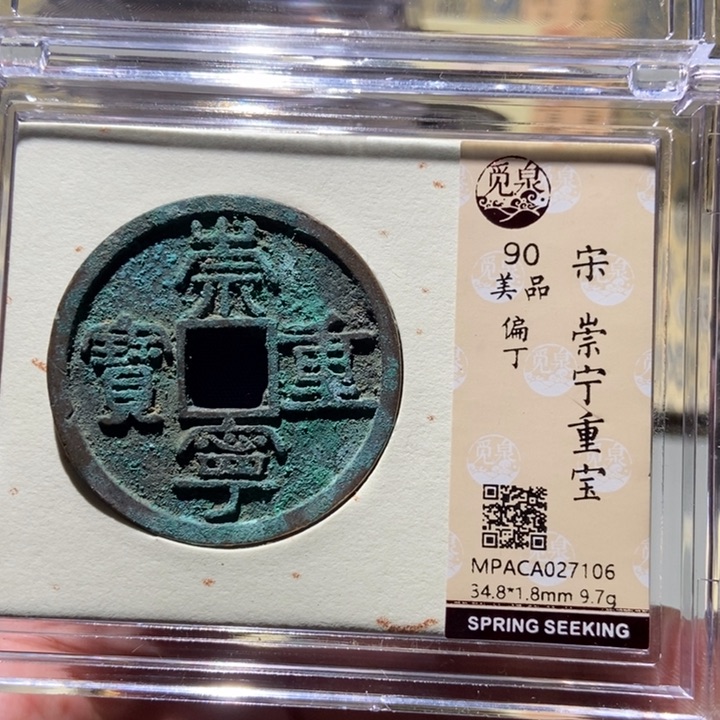 崇
重
寶
寧
觅泉
90
美品
偏丁
宋 崇宁重宝
MPACA027106
34.8*1.8mm 9.7g
SPRING SEEKING